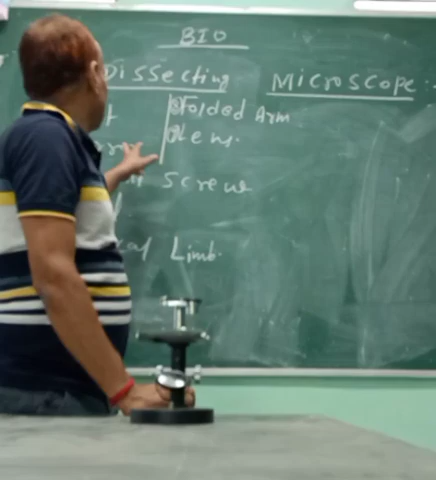 BIO
Dissecting Microscope:-
Folded Arm
Lens.
Screw
Limb.